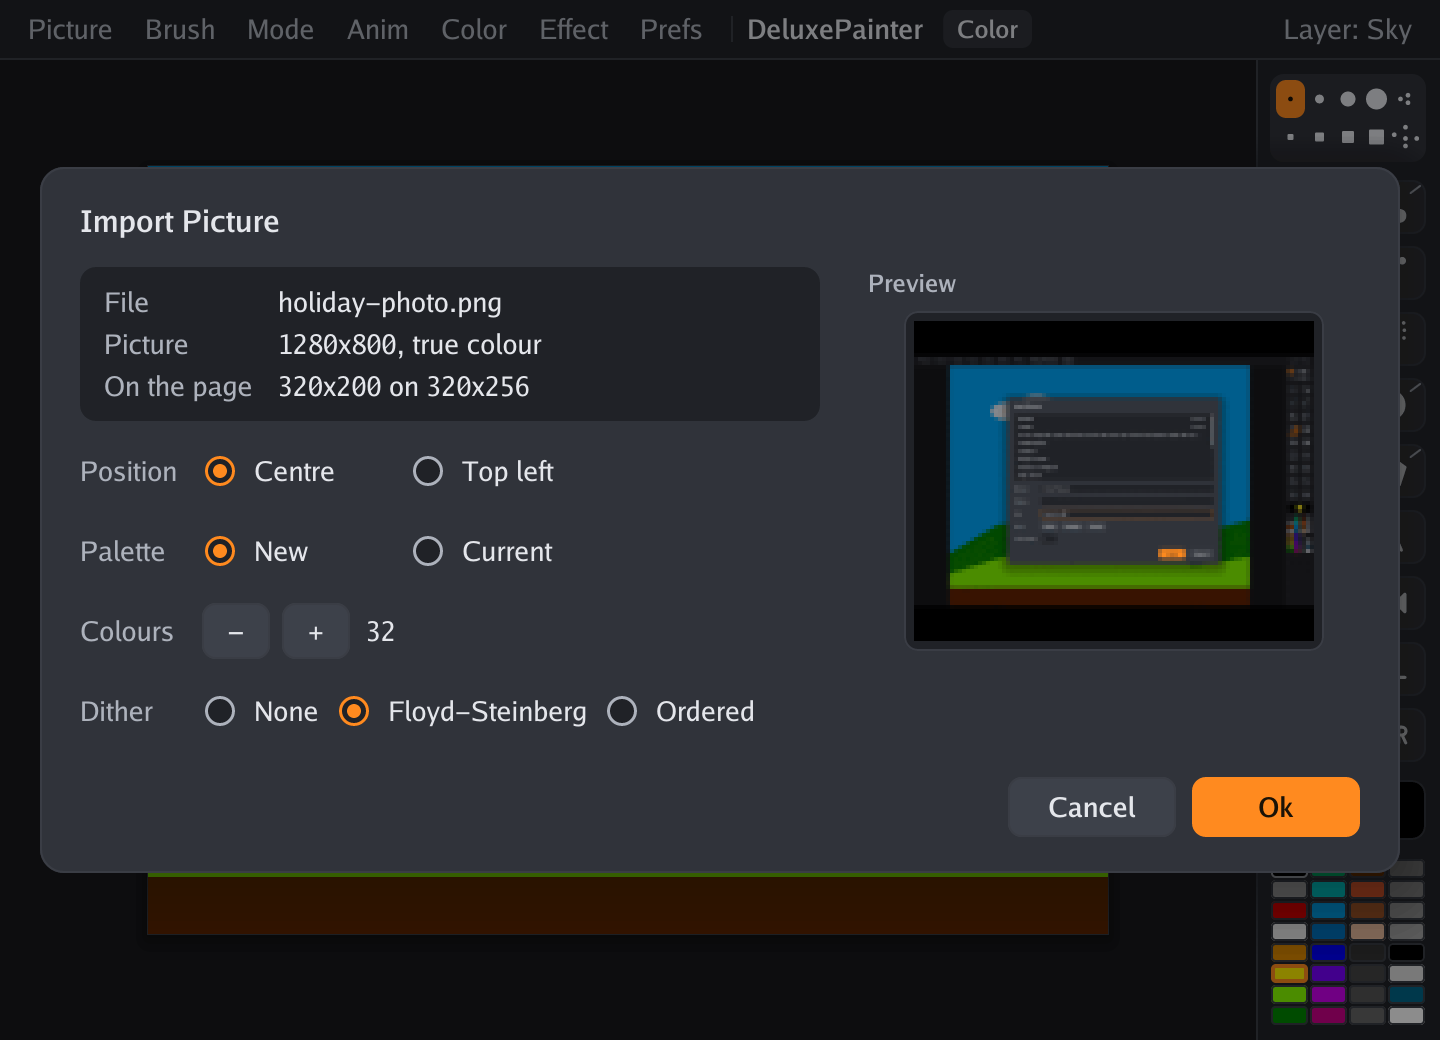 Picture Brush Mode Anim Color Effect Prefs DeluxePainter Color Layer: Sky
Import Picture
File holiday-photo.png
Picture 1280x800, true colour
On the page 320x200 on 320x256
Preview
Position Centre Top left
Palette New Current
Colours - + 32
Dither None Floyd-Steinberg Ordered
Cancel Ok